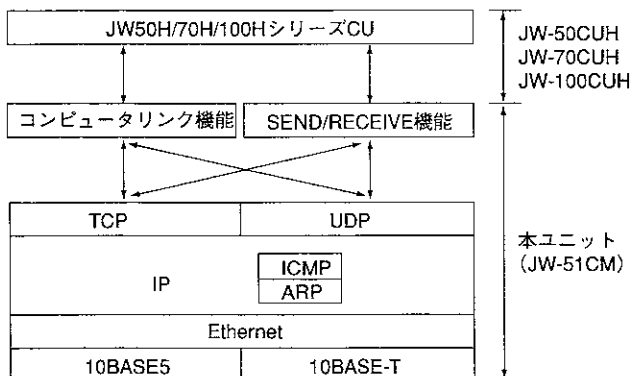 JW50H/70H/100HシリーズCU
JW-50CUH
JW-70CUH
JW-100CUH
コンピュータリンク機能
SEND/RECEIVE機能
TCP
UDP
IP
ICMP
ARP
本ユニット
(JW-51CM)
Ethernet
10BASE5
10BASE-T